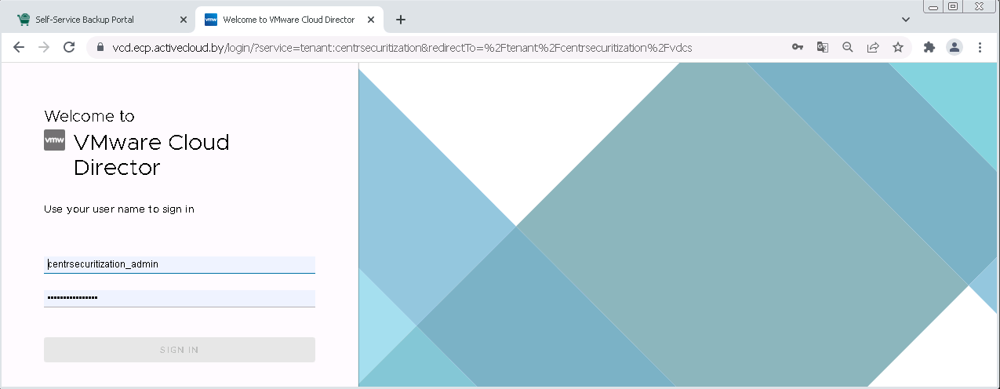 Self-Service Backup Portal
Welcome to VMware Cloud Director
vcd.ecp.activecloud.by/login/?service=tenant:centrsecuritization&redirectTo=%2Ftenant%2Fcentrsecuritization%2Fvdcs
Welcome to
vmw
VMware Cloud
Director
Use your user name to sign in
centrsecuritization_admin
SIGN IN